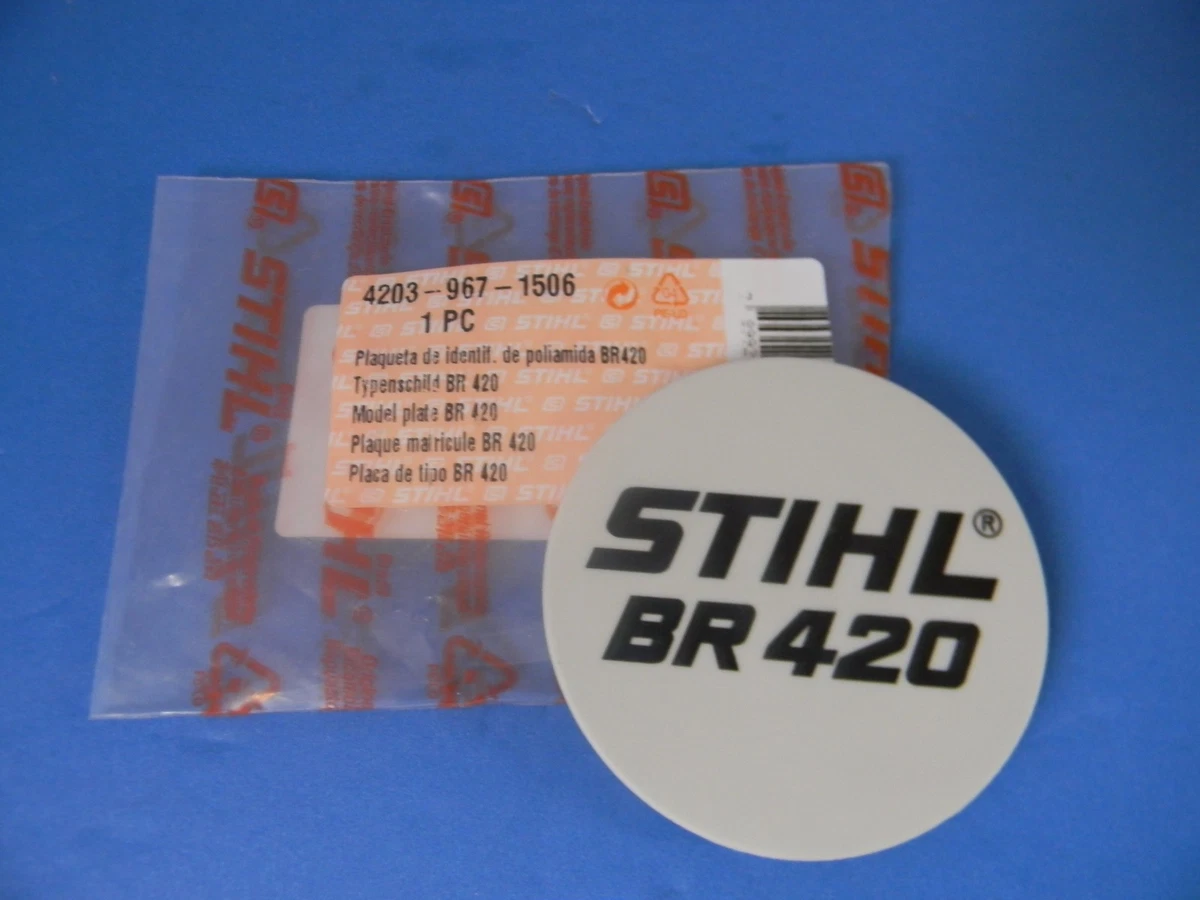 4203-967-1506
1 PC
Plaqueta de identif. de poliamida BR420
Typenschild BR 420
Model plate BR 420
Plaque matricule BR 420
Placa de tipo BR 420
STIHL®
BR 420